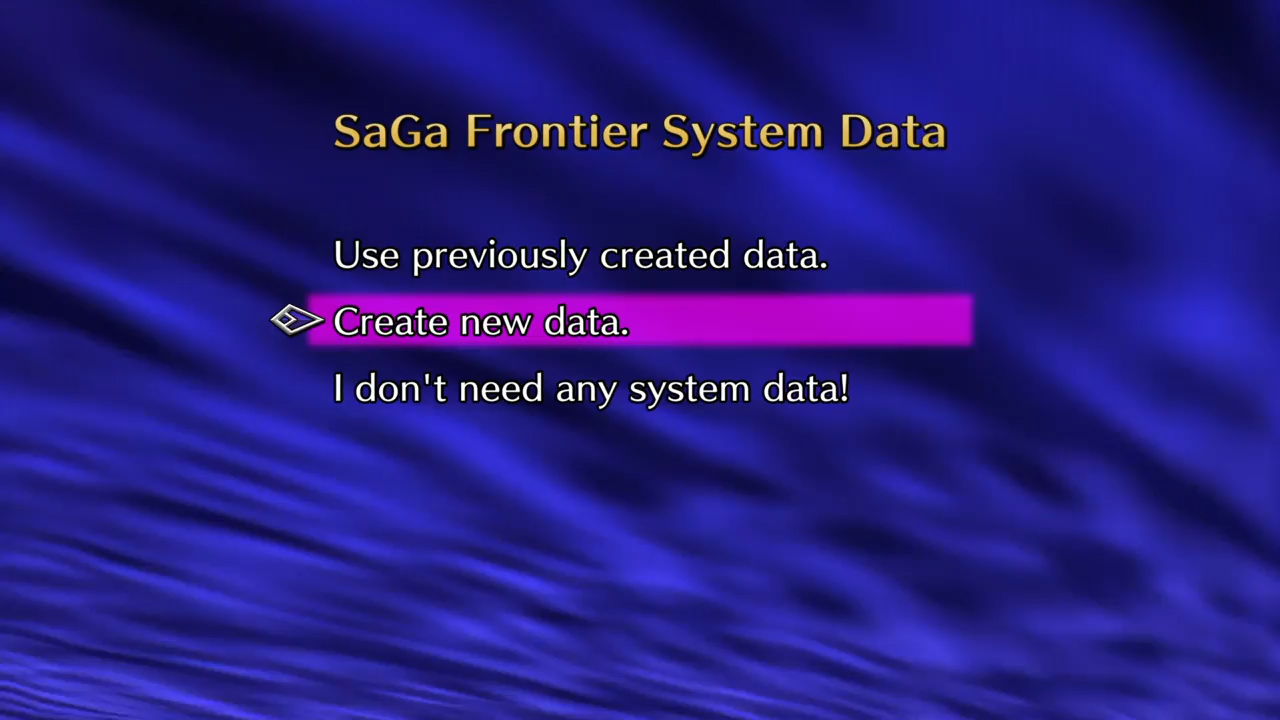 SaGa Frontier System Data
Use previously created data.
Create new data.
I don't need any system data!